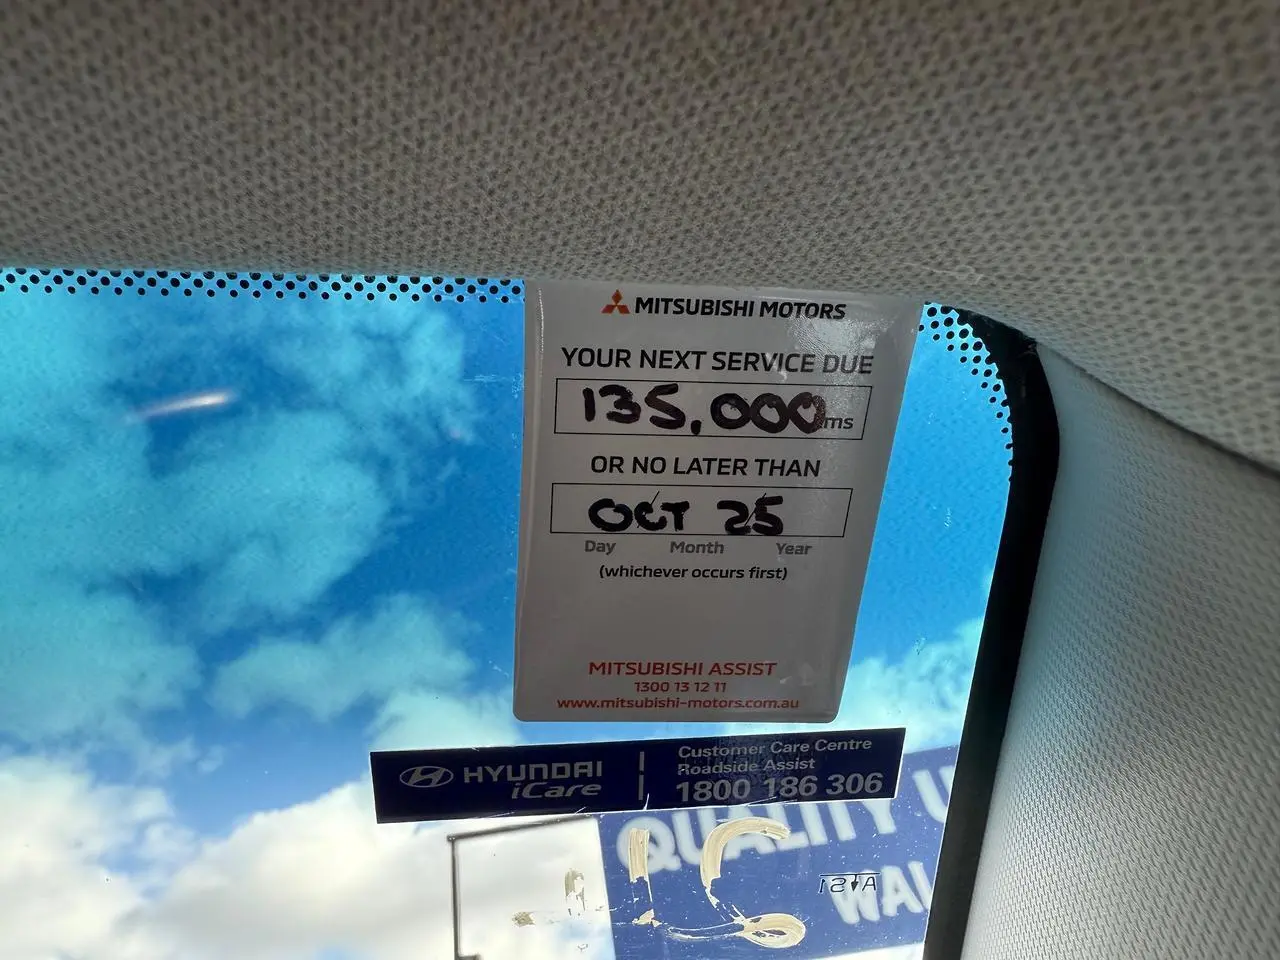 MITSUBISHI MOTORS
YOUR NEXT SERVICE DUE
135,000ms
OR NO LATER THAN
OCT 25
Day Month Year
(whichever occurs first)
MITSUBISHI ASSIST
1300 13 12 11
www.mitsubishi-motors.com.au
HYUNDAI
iCare
Customer Care Centre
Roadside Assist
1800 186 306
QUALITY